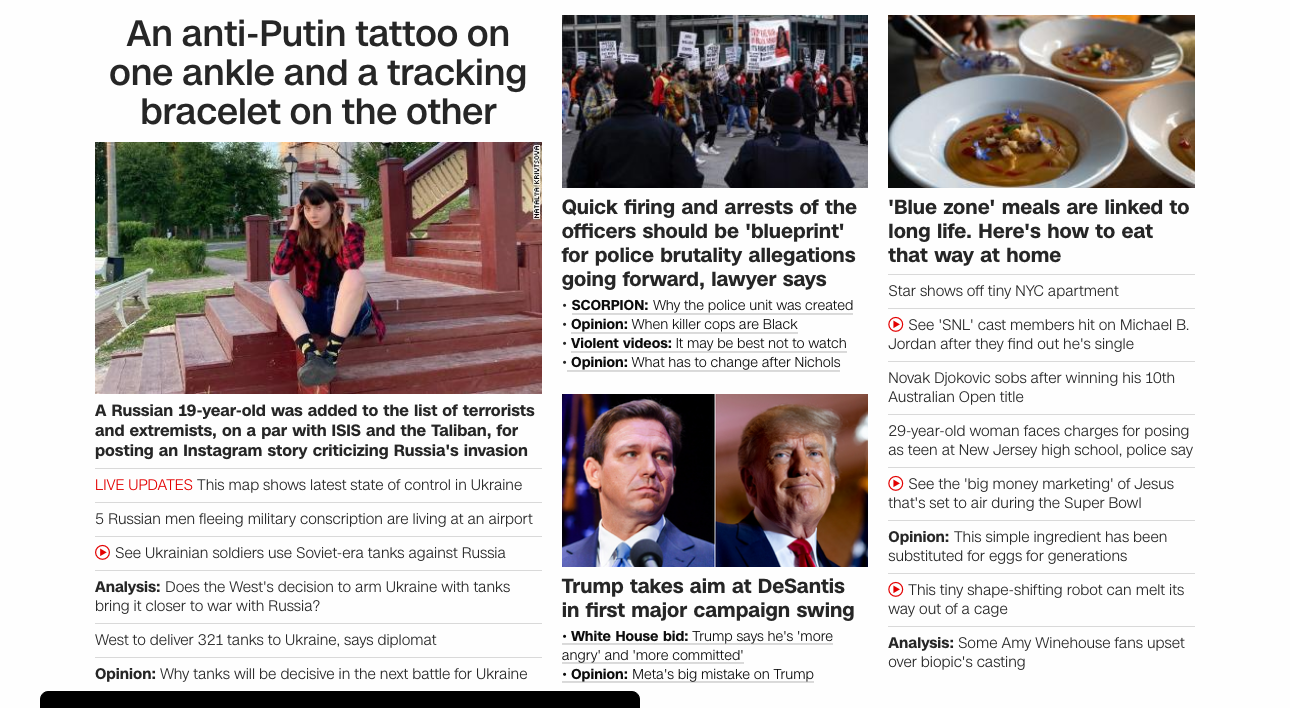 An anti-Putin tattoo on
one ankle and a tracking
bracelet on the other
NATALYA KRIVTSOVA
A Russian 19-year-old was added to the list of terrorists
and extremists, on a par with ISIS and the Taliban, for
posting an Instagram story criticizing Russia's invasion
LIVE UPDATES This map shows latest state of control in Ukraine
5 Russian men fleeing military conscription are living at an airport
See Ukrainian soldiers use Soviet-era tanks against Russia
Analysis: Does the West's decision to arm Ukraine with tanks
bring it closer to war with Russia?
West to deliver 321 tanks to Ukraine, says diplomat
Opinion: Why tanks will be decisive in the next battle for Ukraine
Quick firing and arrests of the
officers should be 'blueprint'
for police brutality allegations
going forward, lawyer says
• SCORPION: Why the police unit was created
• Opinion: When killer cops are Black
• Violent videos: It may be best not to watch
• Opinion: What has to change after Nichols
Trump takes aim at DeSantis
in first major campaign swing
• White House bid: Trump says he's 'more
angry' and 'more committed'
• Opinion: Meta's big mistake on Trump
'Blue zone' meals are linked to
long life. Here's how to eat
that way at home
Star shows off tiny NYC apartment
See 'SNL' cast members hit on Michael B.
Jordan after they find out he's single
Novak Djokovic sobs after winning his 10th
Australian Open title
29-year-old woman faces charges for posing
as teen at New Jersey high school, police say
See the 'big money marketing' of Jesus
that's set to air during the Super Bowl
Opinion: This simple ingredient has been
substituted for eggs for generations
This tiny shape-shifting robot can melt its
way out of a cage
Analysis: Some Amy Winehouse fans upset
over biopic's casting